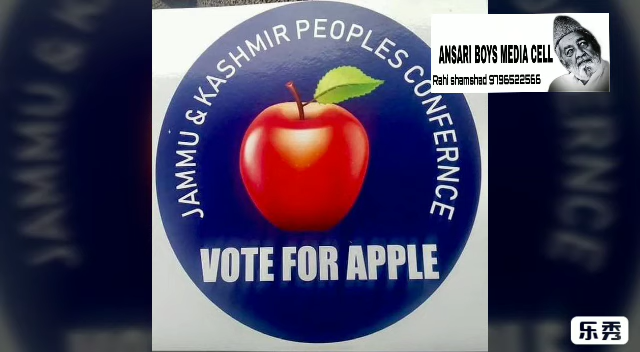 JAMMU & KASHMIR PEOPLES CONFERNCE
VOTE FOR APPLE
ANSARI BOYS MEDIA CELL
Rahi shamshad 9796522566
乐秀